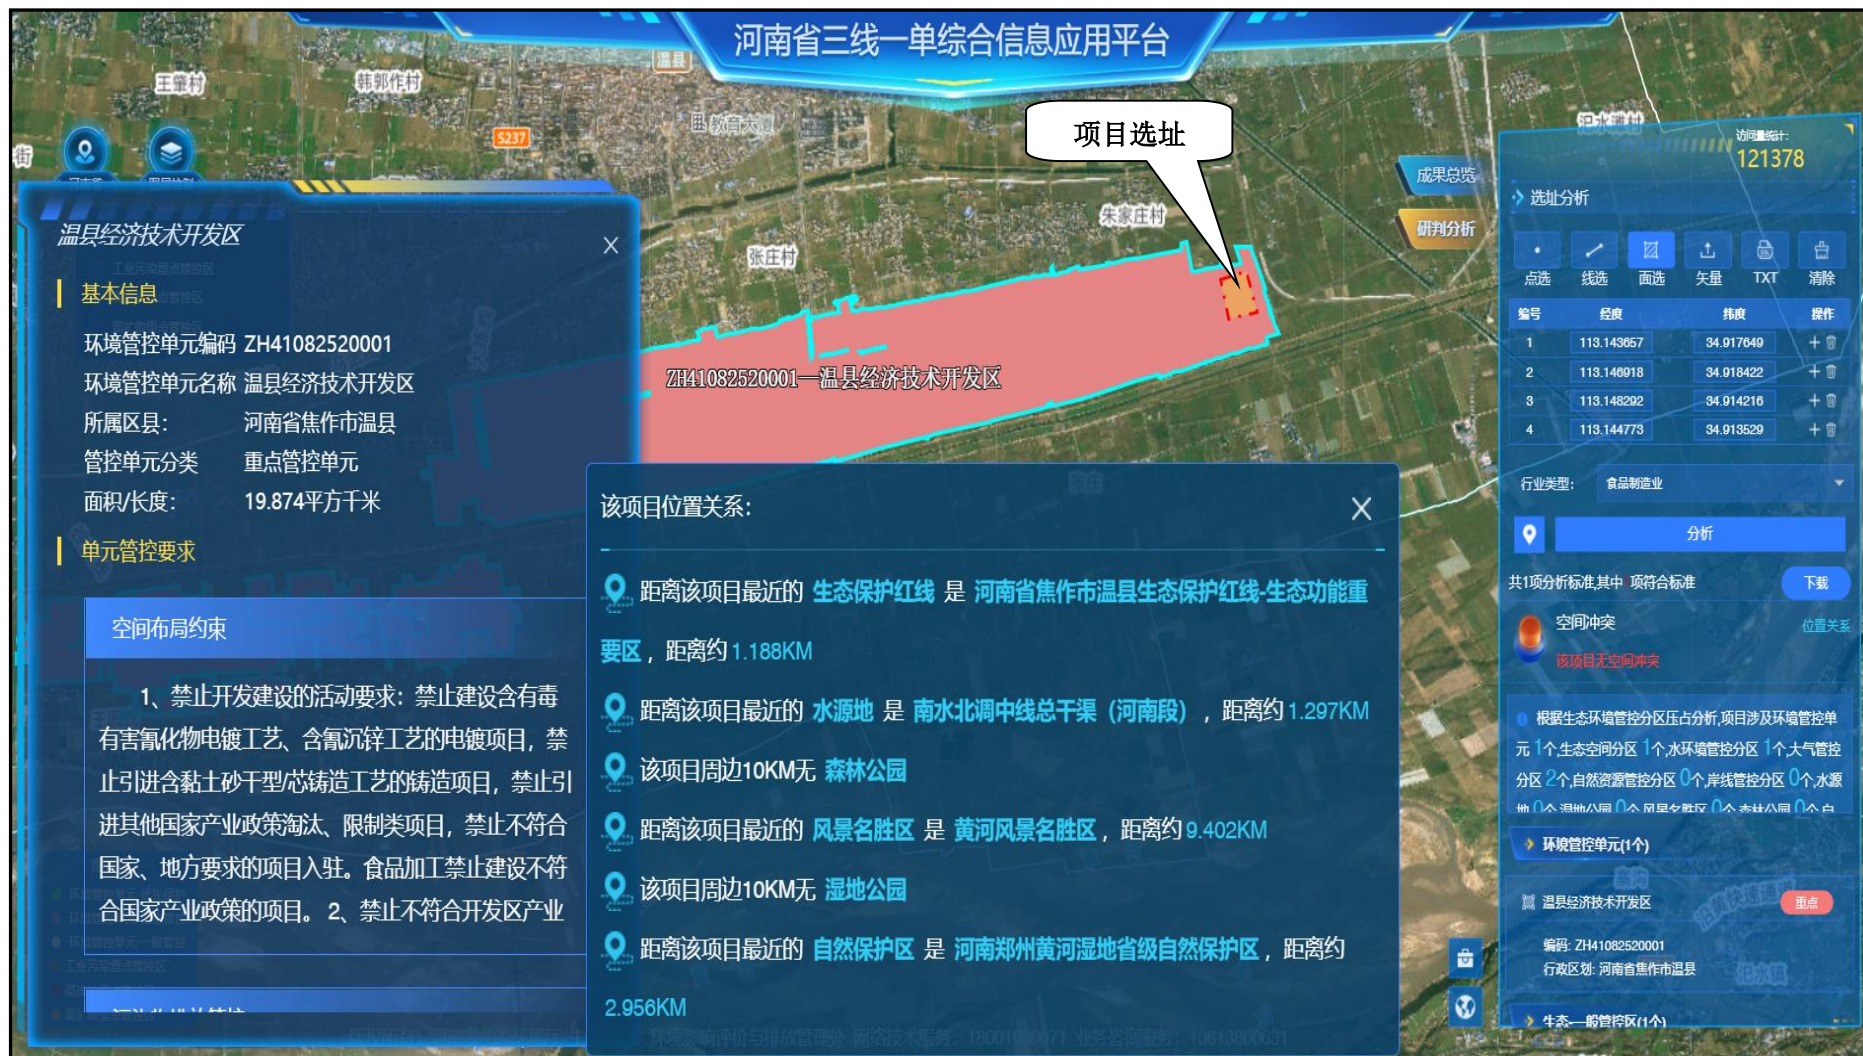 河南省三线一单综合信息应用平台
王肇村
韩郭作村
温县
S237
教育大厦
项目选址
汜水滩村
街
访问量统计:
121378
成果总览
研判分析
朱家庄村
张庄村
ZH41082520001—温县经济技术开发区
温县经济技术开发区
X
基本信息
环境管控单元编码 ZH41082520001
环境管控单元名称 温县经济技术开发区
所属区县: 河南省焦作市温县
管控单元分类 重点管控单元
面积/长度: 19.874平方千米
单元管控要求
空间布局约束
1、禁止开发建设的活动要求：禁止建设含有毒
有害氰化物电镀工艺、含氰沉锌工艺的电镀项目，禁
止引进含黏土砂干型/芯铸造工艺的铸造项目，禁止引
进其他国家产业政策淘汰、限制类项目，禁止不符合
国家、地方要求的项目入驻。食品加工禁止建设不符
合国家产业政策的项目。 2、禁止不符合开发区产业
该项目位置关系:
X
距离该项目最近的 生态保护红线 是 河南省焦作市温县生态保护红线-生态功能重
要区 ，距离约 1.188KM
距离该项目最近的 水源地 是 南水北调中线总干渠（河南段） ，距离约 1.297KM
该项目周边10KM无 森林公园
距离该项目最近的 风景名胜区 是 黄河风景名胜区 ，距离约 9.402KM
该项目周边10KM无 湿地公园
距离该项目最近的 自然保护区 是 河南郑州黄河湿地省级自然保护区 ，距离约
2.956KM
选址分析
点选 线选 面选 矢量 TXT 清除
编号 经度 纬度 操作
1 113.143657 34.917649
2 113.146918 34.918422
3 113.148292 34.914216
4 113.144773 34.913529
行业类型: 食品制造业
分析
共1项分析标准,其中 项符合标准
下载
空间冲突
位置关系
该项目无空间冲突
根据生态环境管控分区压占分析,项目涉及环境管控单
元 1个,生态空间分区 1个,水环境管控分区 1个,大气管控
分区 2个,自然资源管控分区 0个,岸线管控分区 0个,水源
地 0个,湿地公园 0个,风景名胜区 0个,森林公园 0个,自
环境管控单元(1个)
温县经济技术开发区
重点
编码: ZH41082520001
行政区划: 河南省焦作市温县
生态-一般管控区(1个)